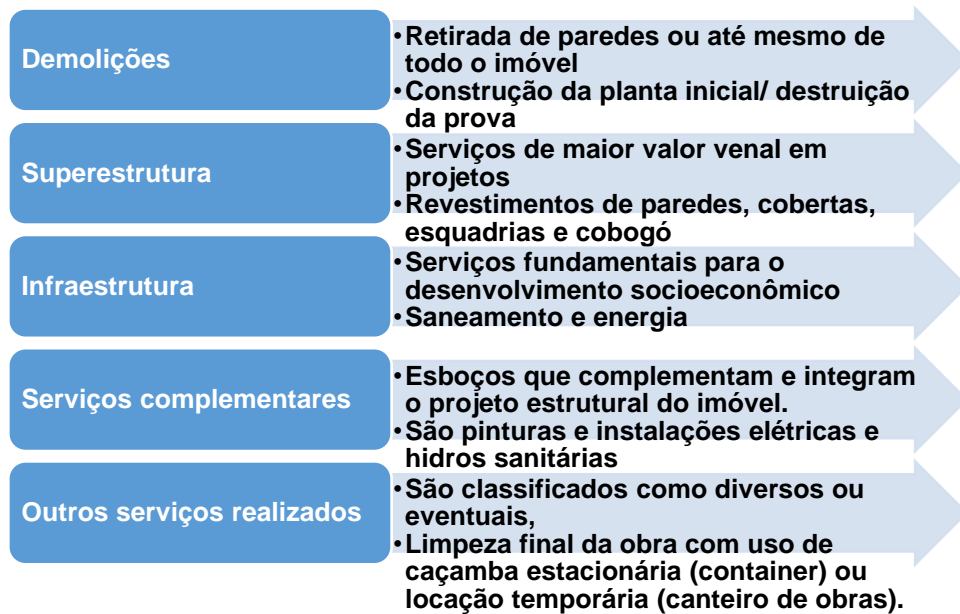 Demolições
•Retirada de paredes ou até mesmo de
todo o imóvel
•Construção da planta inicial/ destruição
da prova
Superestrutura
•Serviços de maior valor venal em
projetos
•Revestimentos de paredes, cobertas,
esquadrias e cobogó
Infraestrutura
•Serviços fundamentais para o
desenvolvimento socioeconômico
•Saneamento e energia
Serviços complementares
•Esboços que complementam e integram
o projeto estrutural do imóvel.
•São pinturas e instalações elétricas e
hidros sanitárias
Outros serviços realizados
•São classificados como diversos ou
eventuais,
•Limpeza final da obra com uso de
caçamba estacionária (container) ou
locação temporária (canteiro de obras).